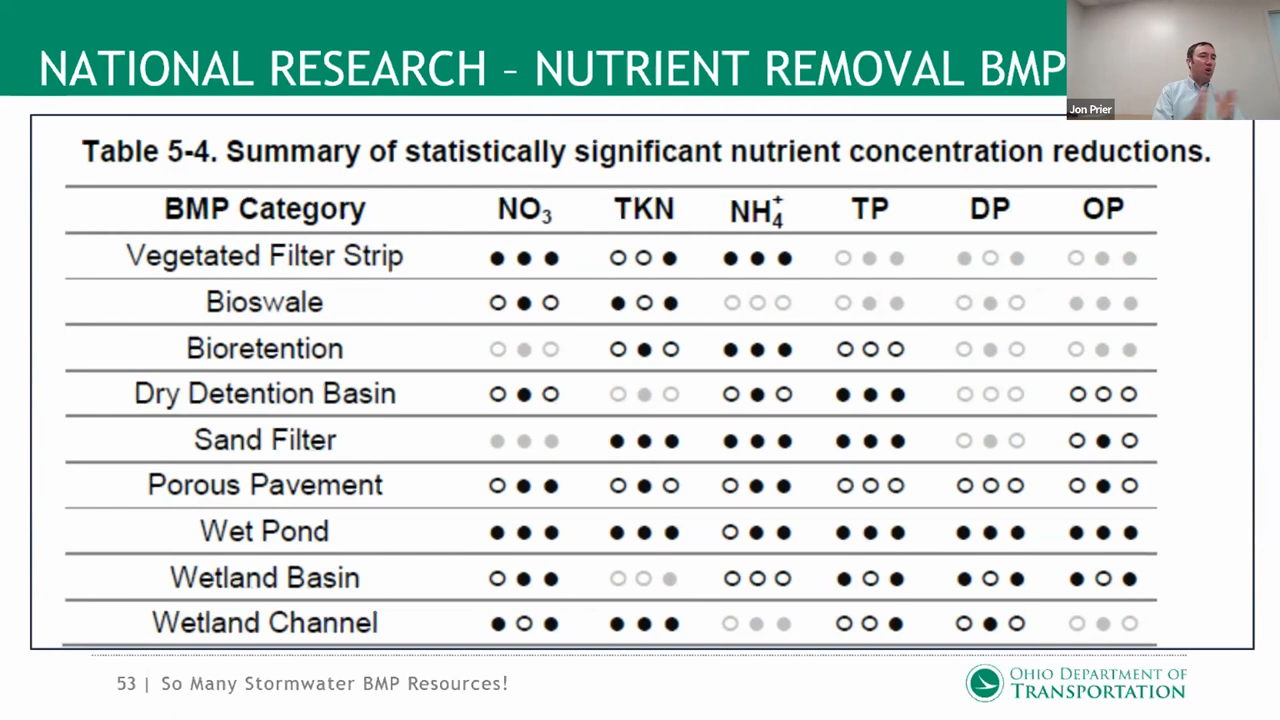 NATIONAL RESEARCH – NUTRIENT REMOVAL BMP
Jon Prier
Table 5-4. Summary of statistically significant nutrient concentration reductions.
BMP Category NO₃ TKN NH₄⁺ TP DP OP
Vegetated Filter Strip ●●● ○○● ●●● ○●● ●○● ○●●
Bioswale ○●○ ●○● ○○○ ○●● ○●○ ●●●
Bioretention ○●○ ○●○ ●●● ○○○ ○●○ ○●●
Dry Detention Basin ○●○ ○●○ ○●○ ●●● ○○○ ○○○
Sand Filter ●●● ●●● ●●● ●●● ○●○ ○●○
Porous Pavement ○●● ○●○ ○●● ○○○ ○○○ ○●○
Wet Pond ●●● ●●● ○●● ●●● ●●● ●●●
Wetland Basin ○●● ○○● ○○○ ●○● ●○● ●○●
Wetland Channel ●○● ●●● ○●● ○○● ○●○ ○●○
53 | So Many Stormwater BMP Resources!
OHIO DEPARTMENT OF
TRANSPORTATION